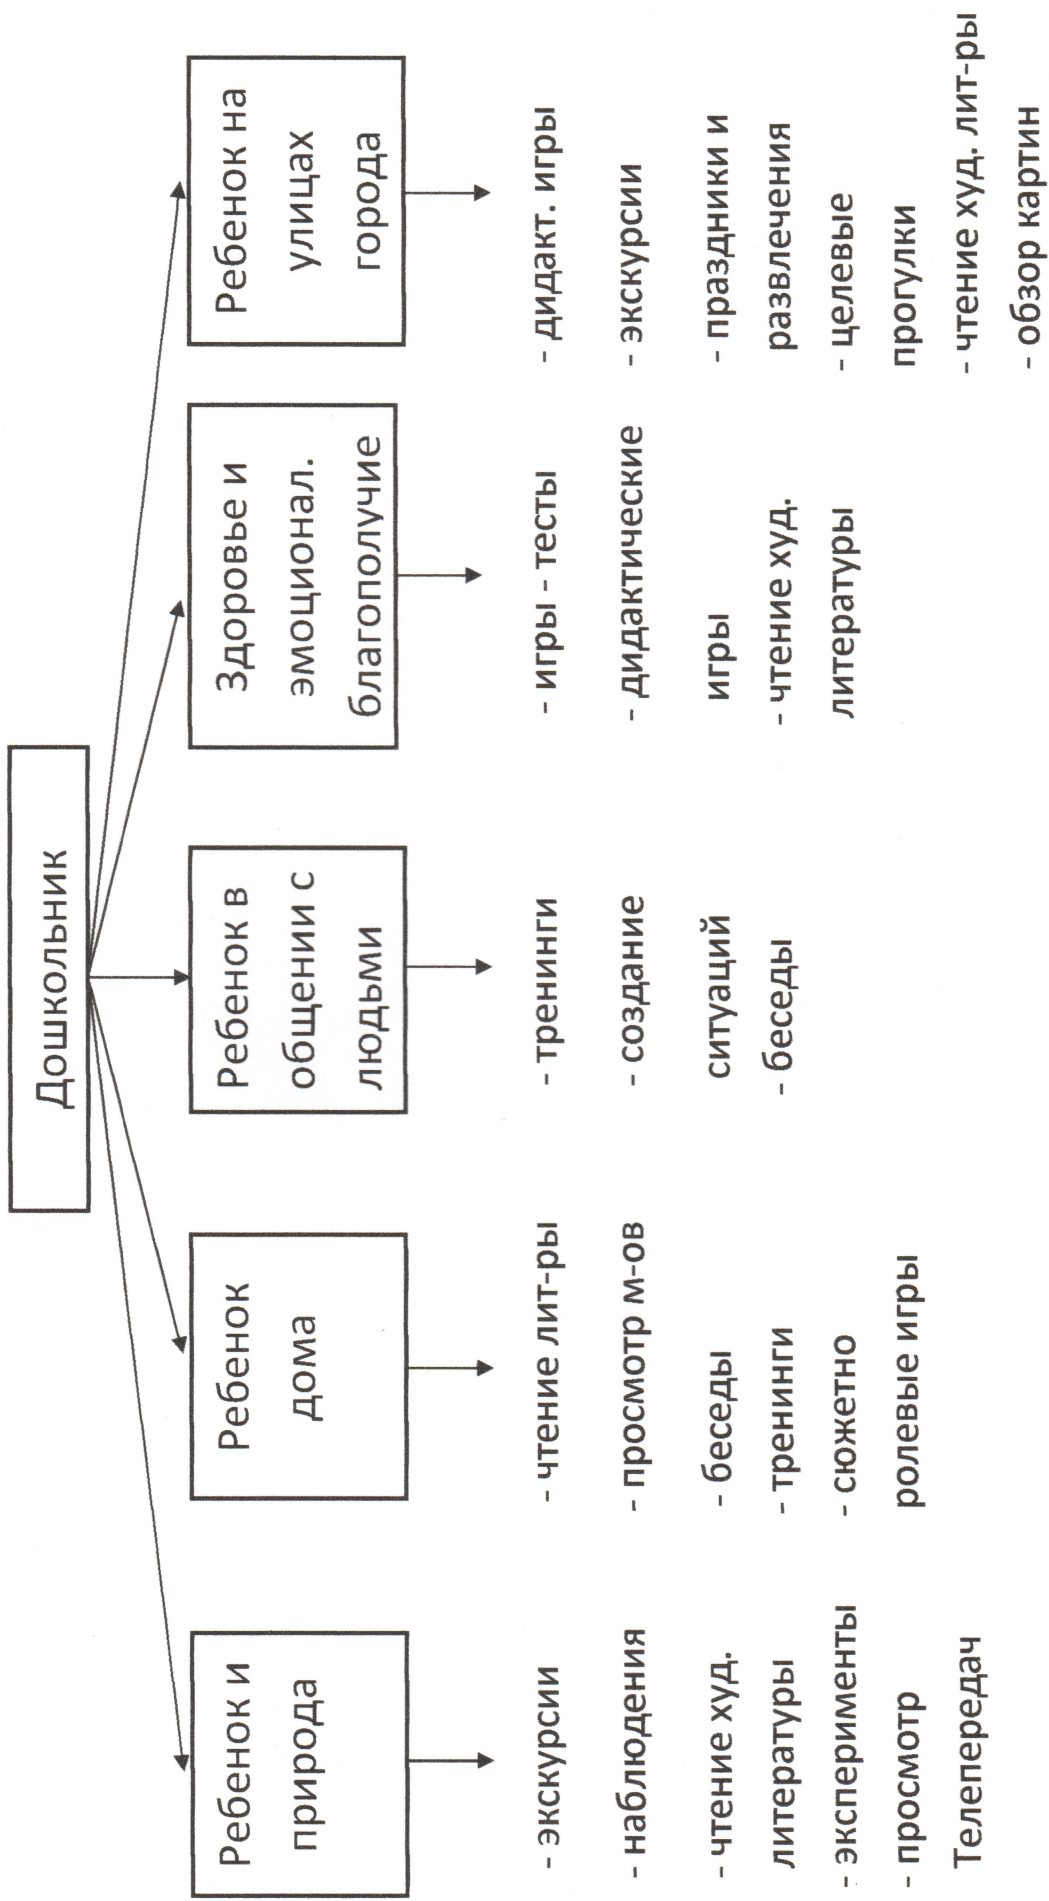 Дошкольник
Ребенок и
природа
- экскурсии
- наблюдения
- чтение худ.
литературы
- эксперименты
- просмотр
Телепередач
Ребенок
дома
- чтение лит-ры
- просмотр м-ов
- беседы
- тренинги
- сюжетно
ролевые игры
Ребенок в
общении с
людьми
- тренинги
- создание
ситуаций
- беседы
Здоровье и
эмоционал.
благополучие
- игры - тесты
- дидактические
игры
- чтение худ.
литературы
Ребенок на
улицах
города
- дидакт. игры
- экскурсии
- праздники и
развлечения
- целевые
прогулки
- чтение худ. лит-ры
- обзор картин